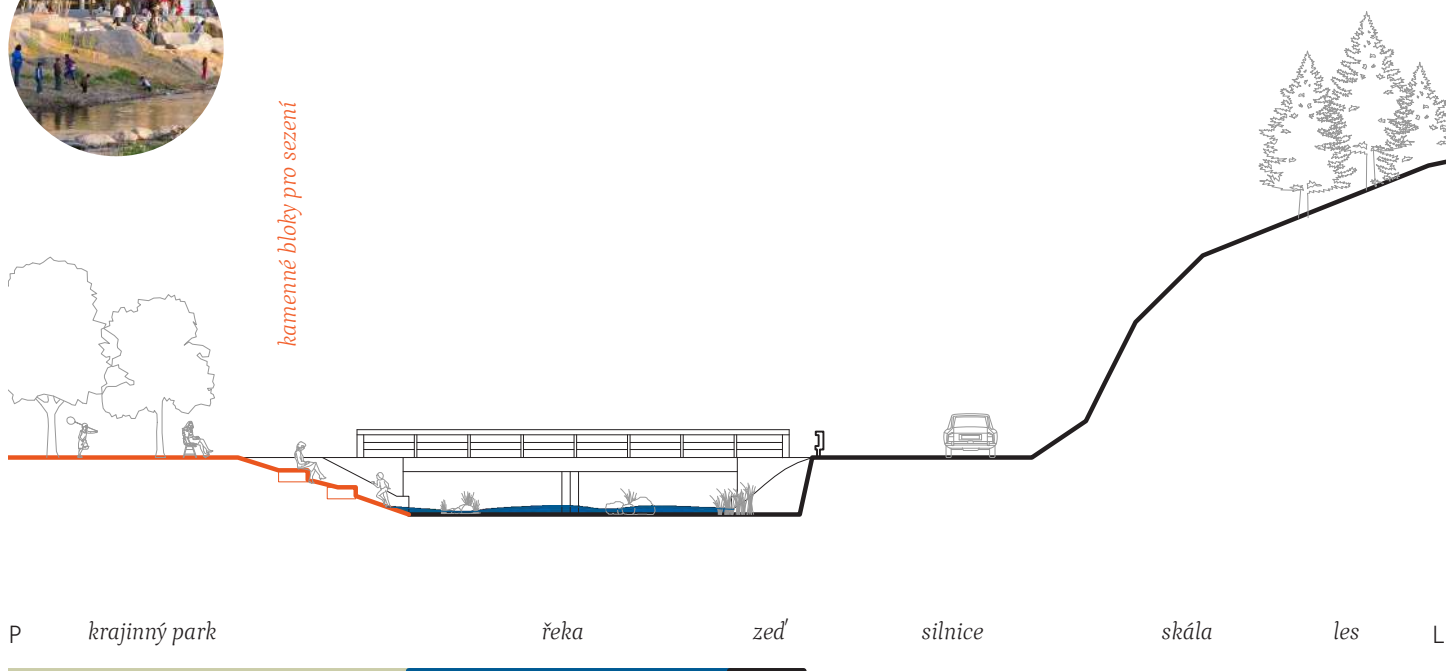 kamenné bloky pro sezení
P krajinný park řeka zeď silnice skála les L